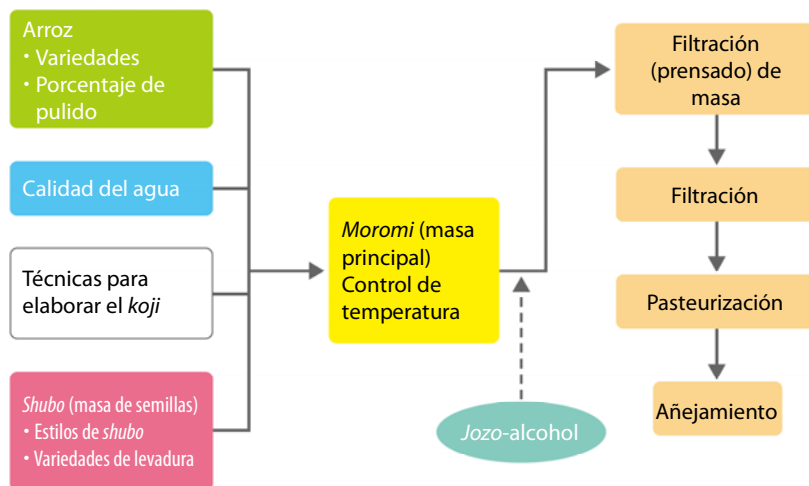 Arroz
・Variedades
・Porcentaje de
pulido
Calidad del agua
Técnicas para
elaborar el koji
Shubo (masa de semillas)
• Estilos de shubo
• Variedades de levadura
Moromi (masa
principal)
Control de
temperatura
Jozo-alcohol
Filtración
(prensado) de
masa
Filtración
Pasteurización
Añejamiento